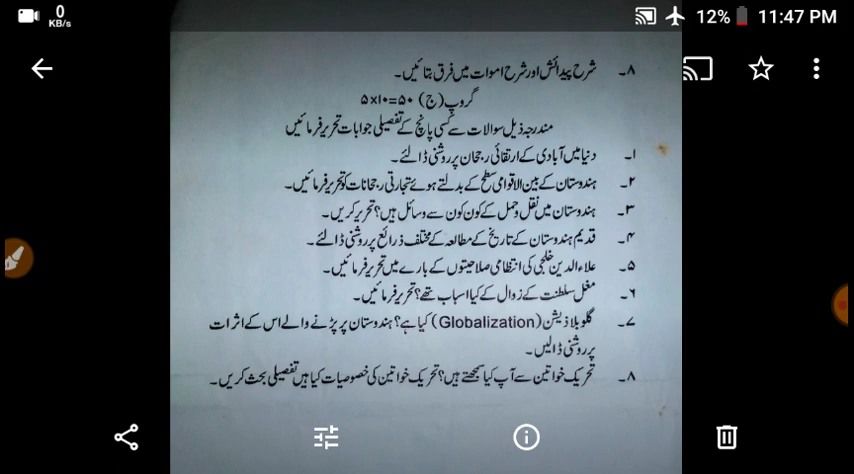 0
KB/s
12% 11:47 PM
۸۔ شرح پیدائش اور شرح اموات میں فرق بتائیں۔
گروپ (ج) ۵۰=۱۰×۵
مندرجہ ذیل سوالات سے کسی پانچ کے تفصیلی جوابات تحریر فرمائیں
۱۔ دنیا میں آبادی کے ارتقائی رجحان پر روشنی ڈالئے۔
۲۔ ہندوستان کے بین الاقوامی سطح کے بدلتے ہوئے تجارتی رجحانات کو تحریر فرمائیں۔
۳۔ ہندوستان میں نقل و حمل کے کون کون سے وسائل ہیں؟ تحریر کریں۔
۴۔ قدیم ہندوستان کے تاریخ کے مطالعہ کے مختلف ذرائع پر روشنی ڈالئے۔
۵۔ علاء الدین خلجی کی انتظامی صلاحیتوں کے بارے میں تحریر فرمائیں۔
۶۔ مغل سلطنت کے زوال کے کیا اسباب تھے؟ تحریر فرمائیں۔
۷۔ گلوبلائزیشن (Globalization) کیا ہے؟ ہندوستان پر پڑنے والے اس کے اثرات
پر روشنی ڈالیں۔
۸۔ تحریک خواتین سے آپ کیا سمجھتے ہیں؟ تحریک خواتین کی خصوصیات کیا ہیں تفصیلی بحث کریں۔